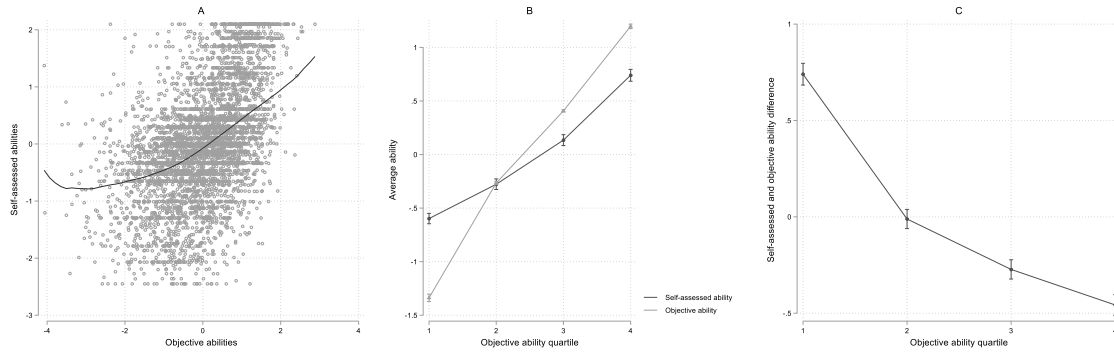 A
2
1
0
-1
-2
-3
-4
-2
0
2
4
Self-assessed abilities
Objective abilities
B
1
.5
0
-.5
-1
-1.5
1
2
3
4
Average ability
Objective ability quartile
Self-assessed ability
Objective ability
C
1
.5
0
-.5
1
2
3
Self-assessed and objective ability difference
Objective ability quartile